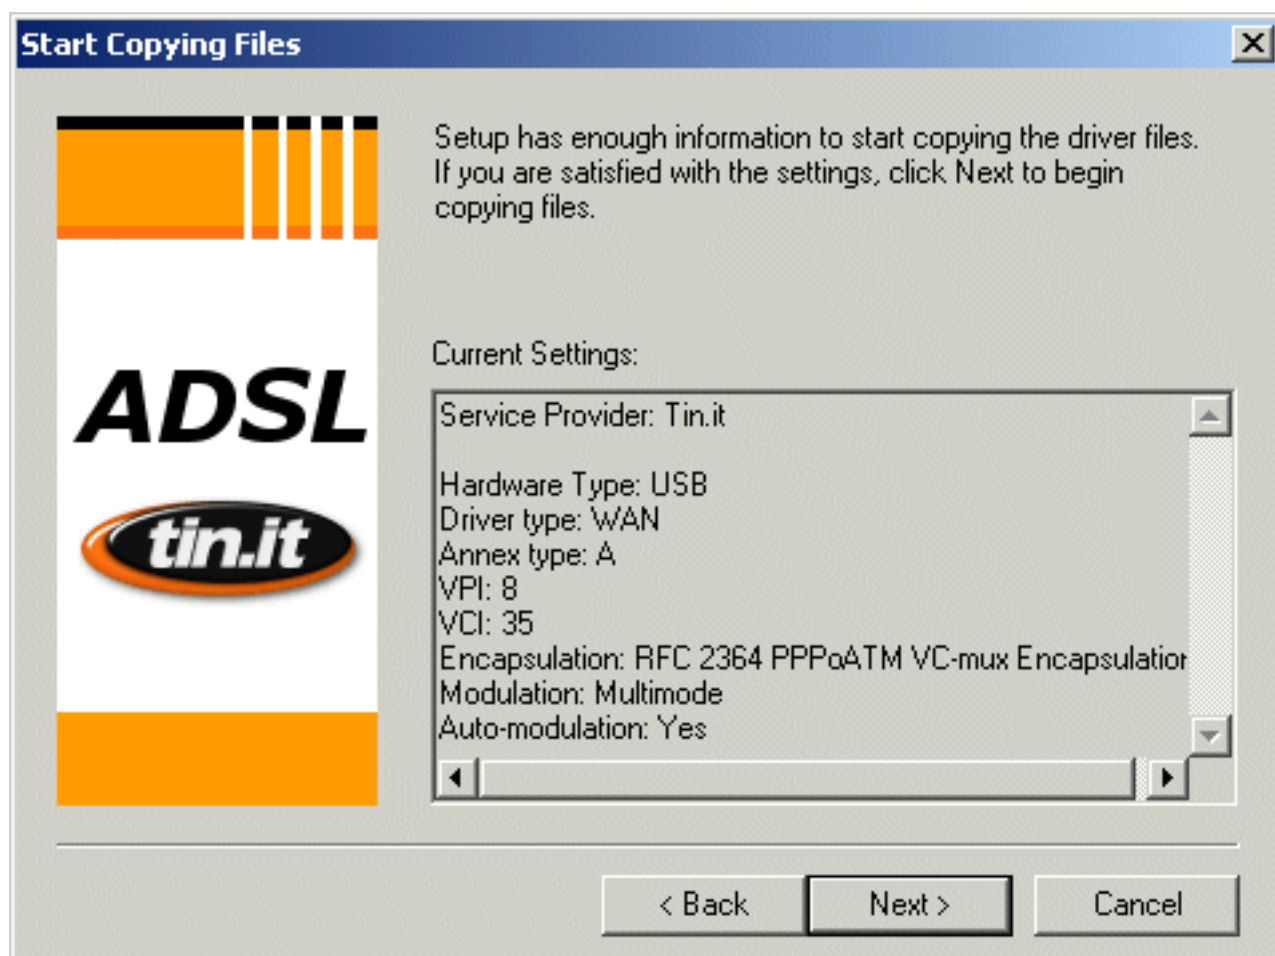 Start Copying Files
Setup has enough information to start copying the driver files.
If you are satisfied with the settings, click Next to begin
copying files.
ADSL
tin.it
Current Settings:
Service Provider: Tin.it
Hardware Type: USB
Driver type: WAN
Annex type: A
VPI: 8
VCI: 35
Encapsulation: RFC 2364 PPPoATM VC-mux Encapsulation
Modulation: Multimode
Auto-modulation: Yes
< Back
Next >
Cancel